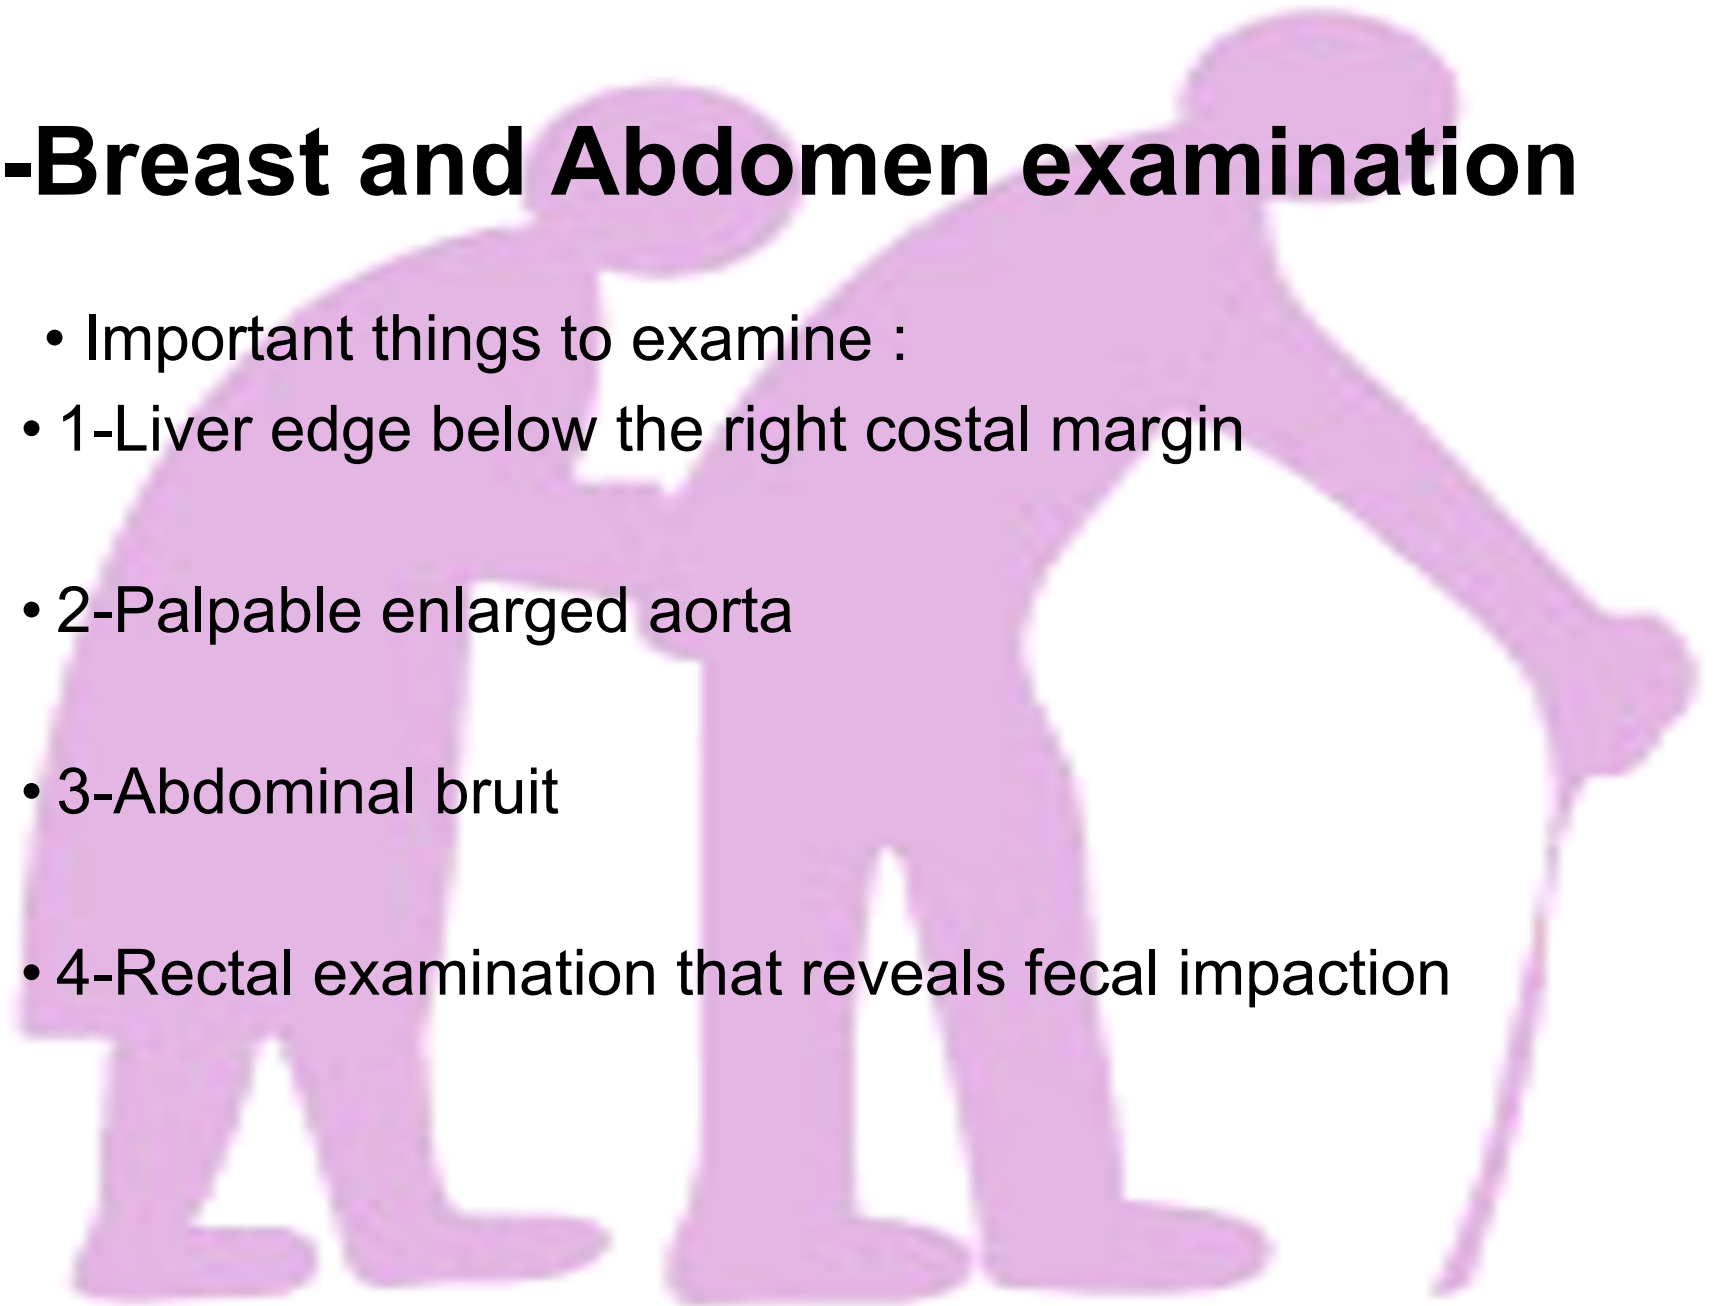 -Breast and Abdomen examination
• Important things to examine :
• 1-Liver edge below the right costal margin
• 2-Palpable enlarged aorta
• 3-Abdominal bruit
• 4-Rectal examination that reveals fecal impaction